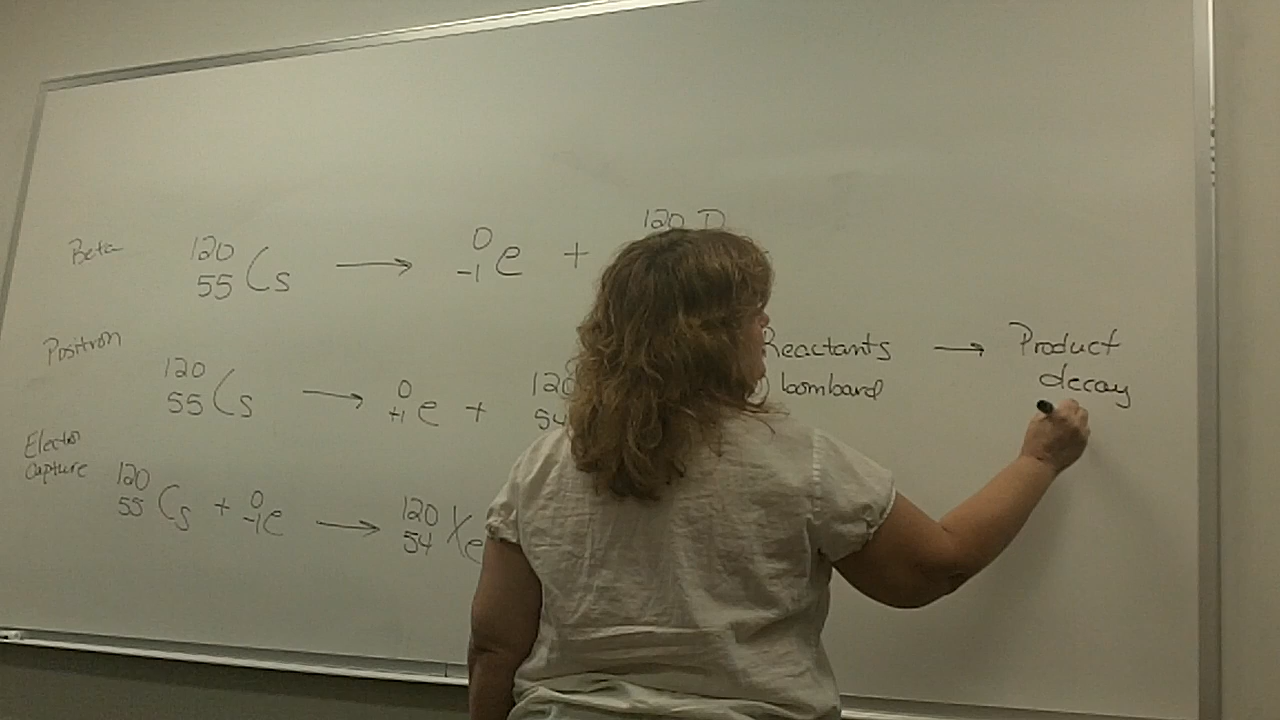 Beta 120 55 Cs → 0 -1 e + 120
Positron 120 55 Cs → 0 +1 e + 120 54
Electro Capture 120 55 Cs + 0 -1 e → 120 54 Xe
Reactants → Product
bombard decay